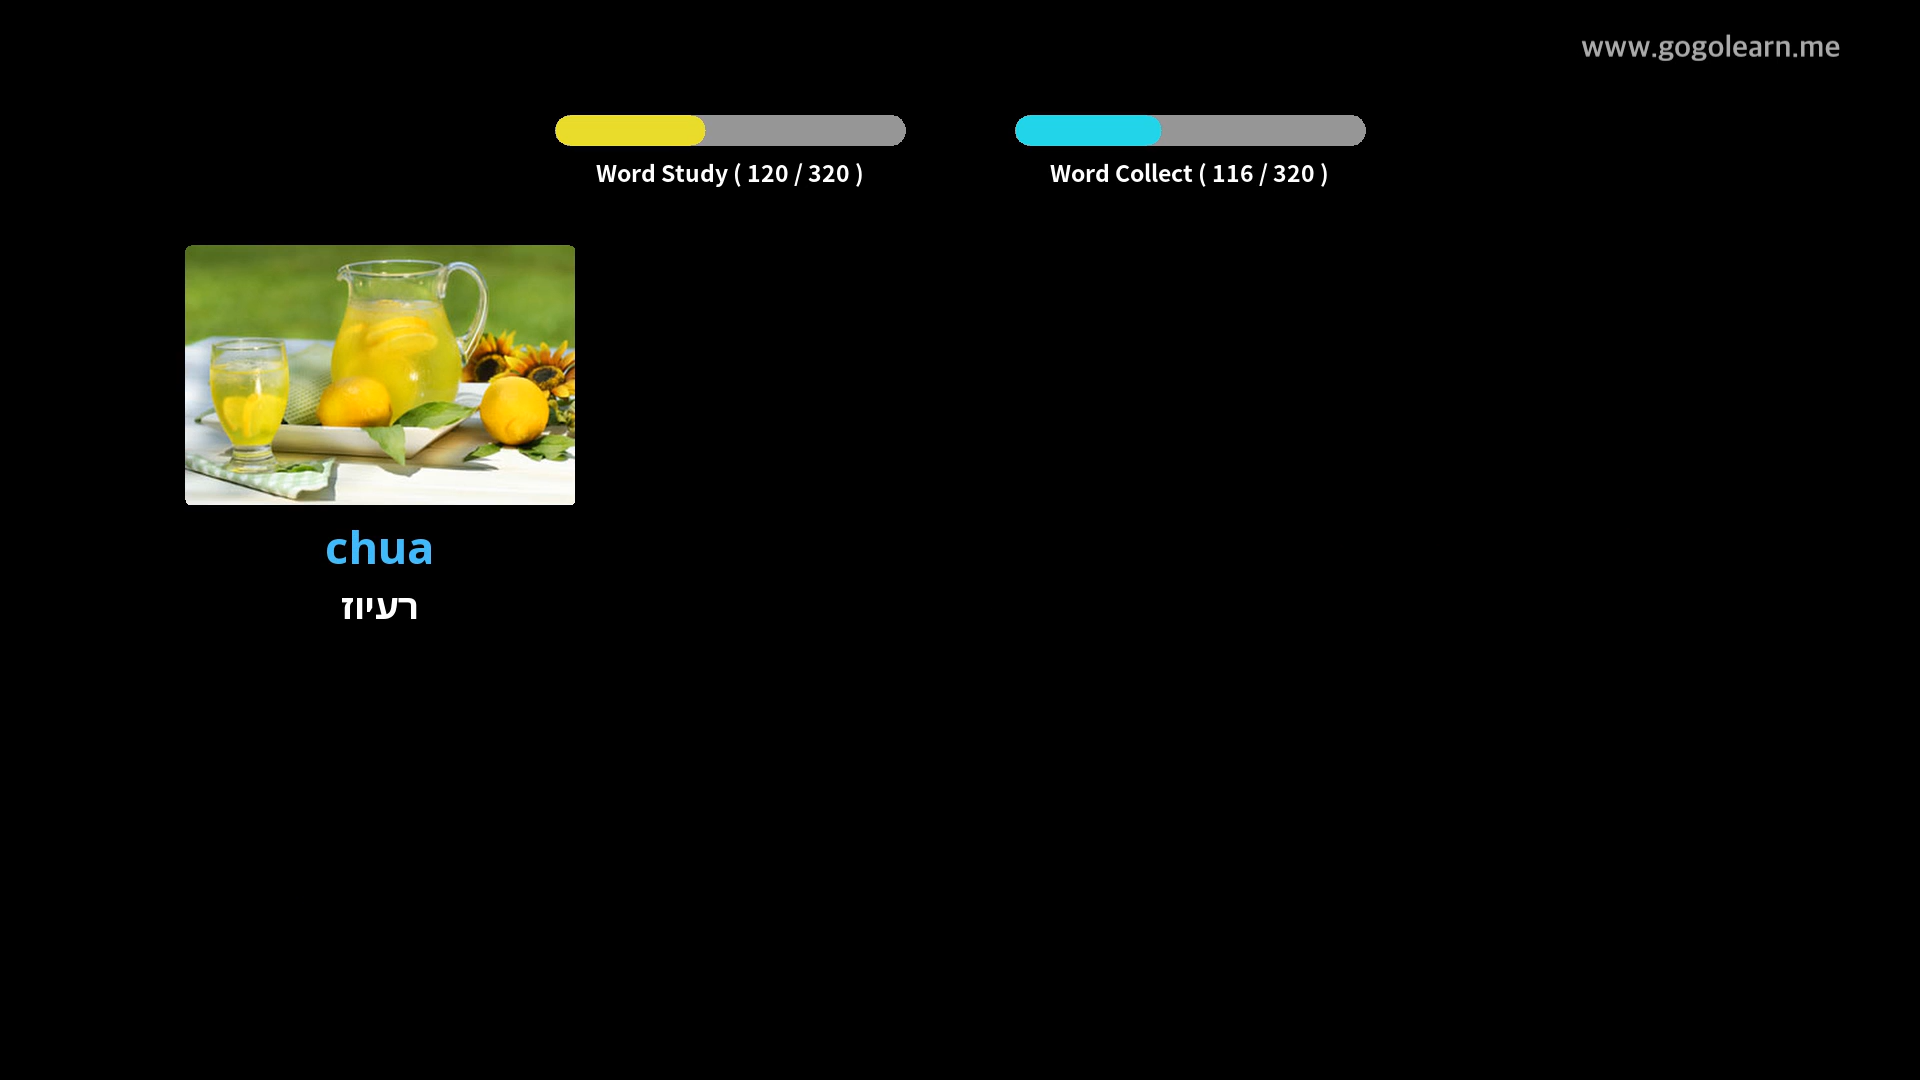 www.gogolearn.me
Word Study ( 120 / 320 )
Word Collect ( 116 / 320 )
chua
רעיוז